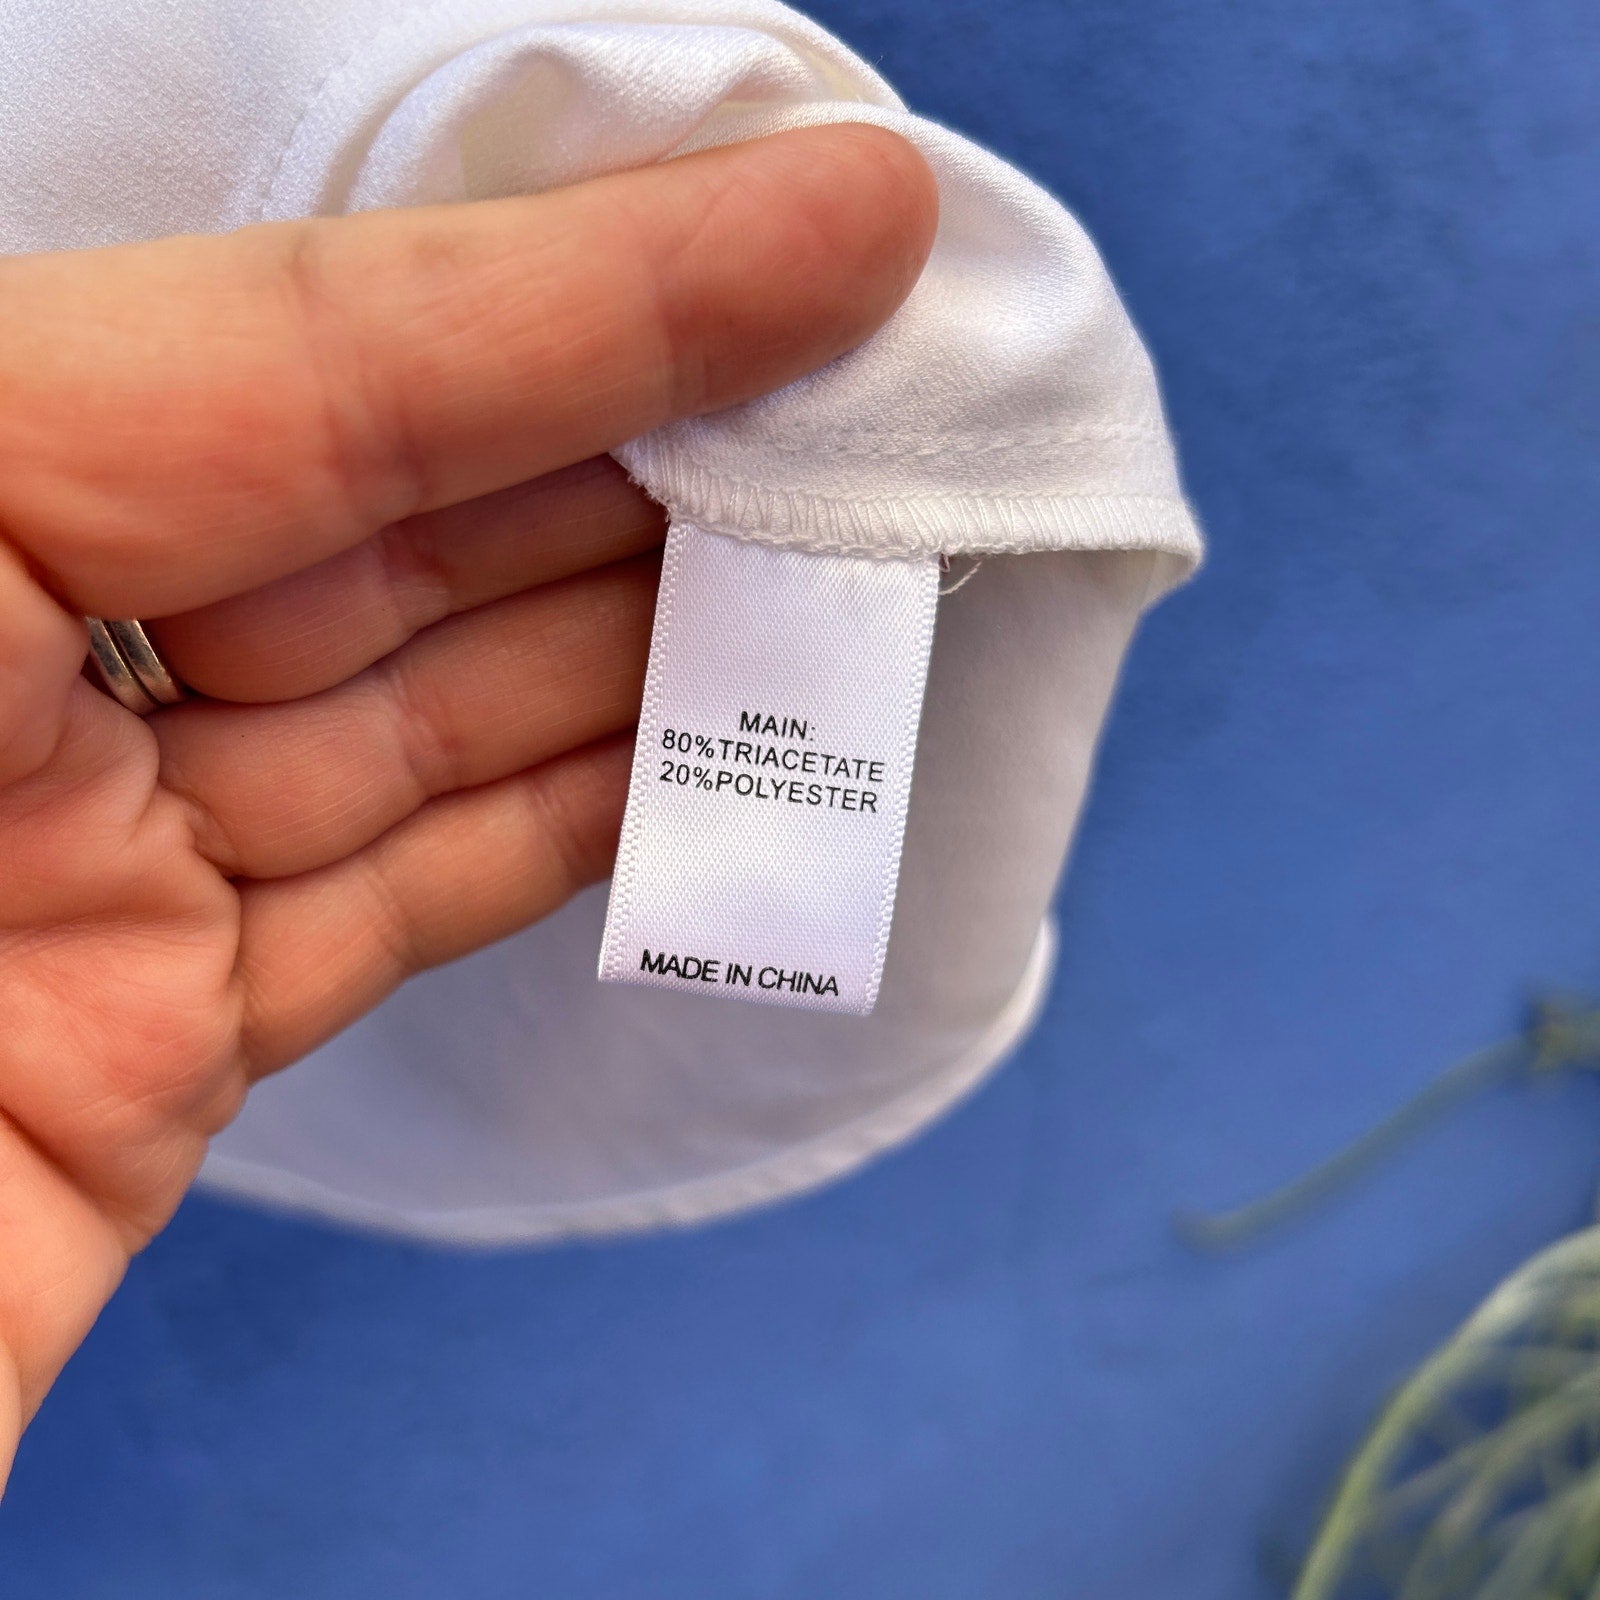 MAIN:
80%TRIACETATE
20%POLYESTER
MADE IN CHINA